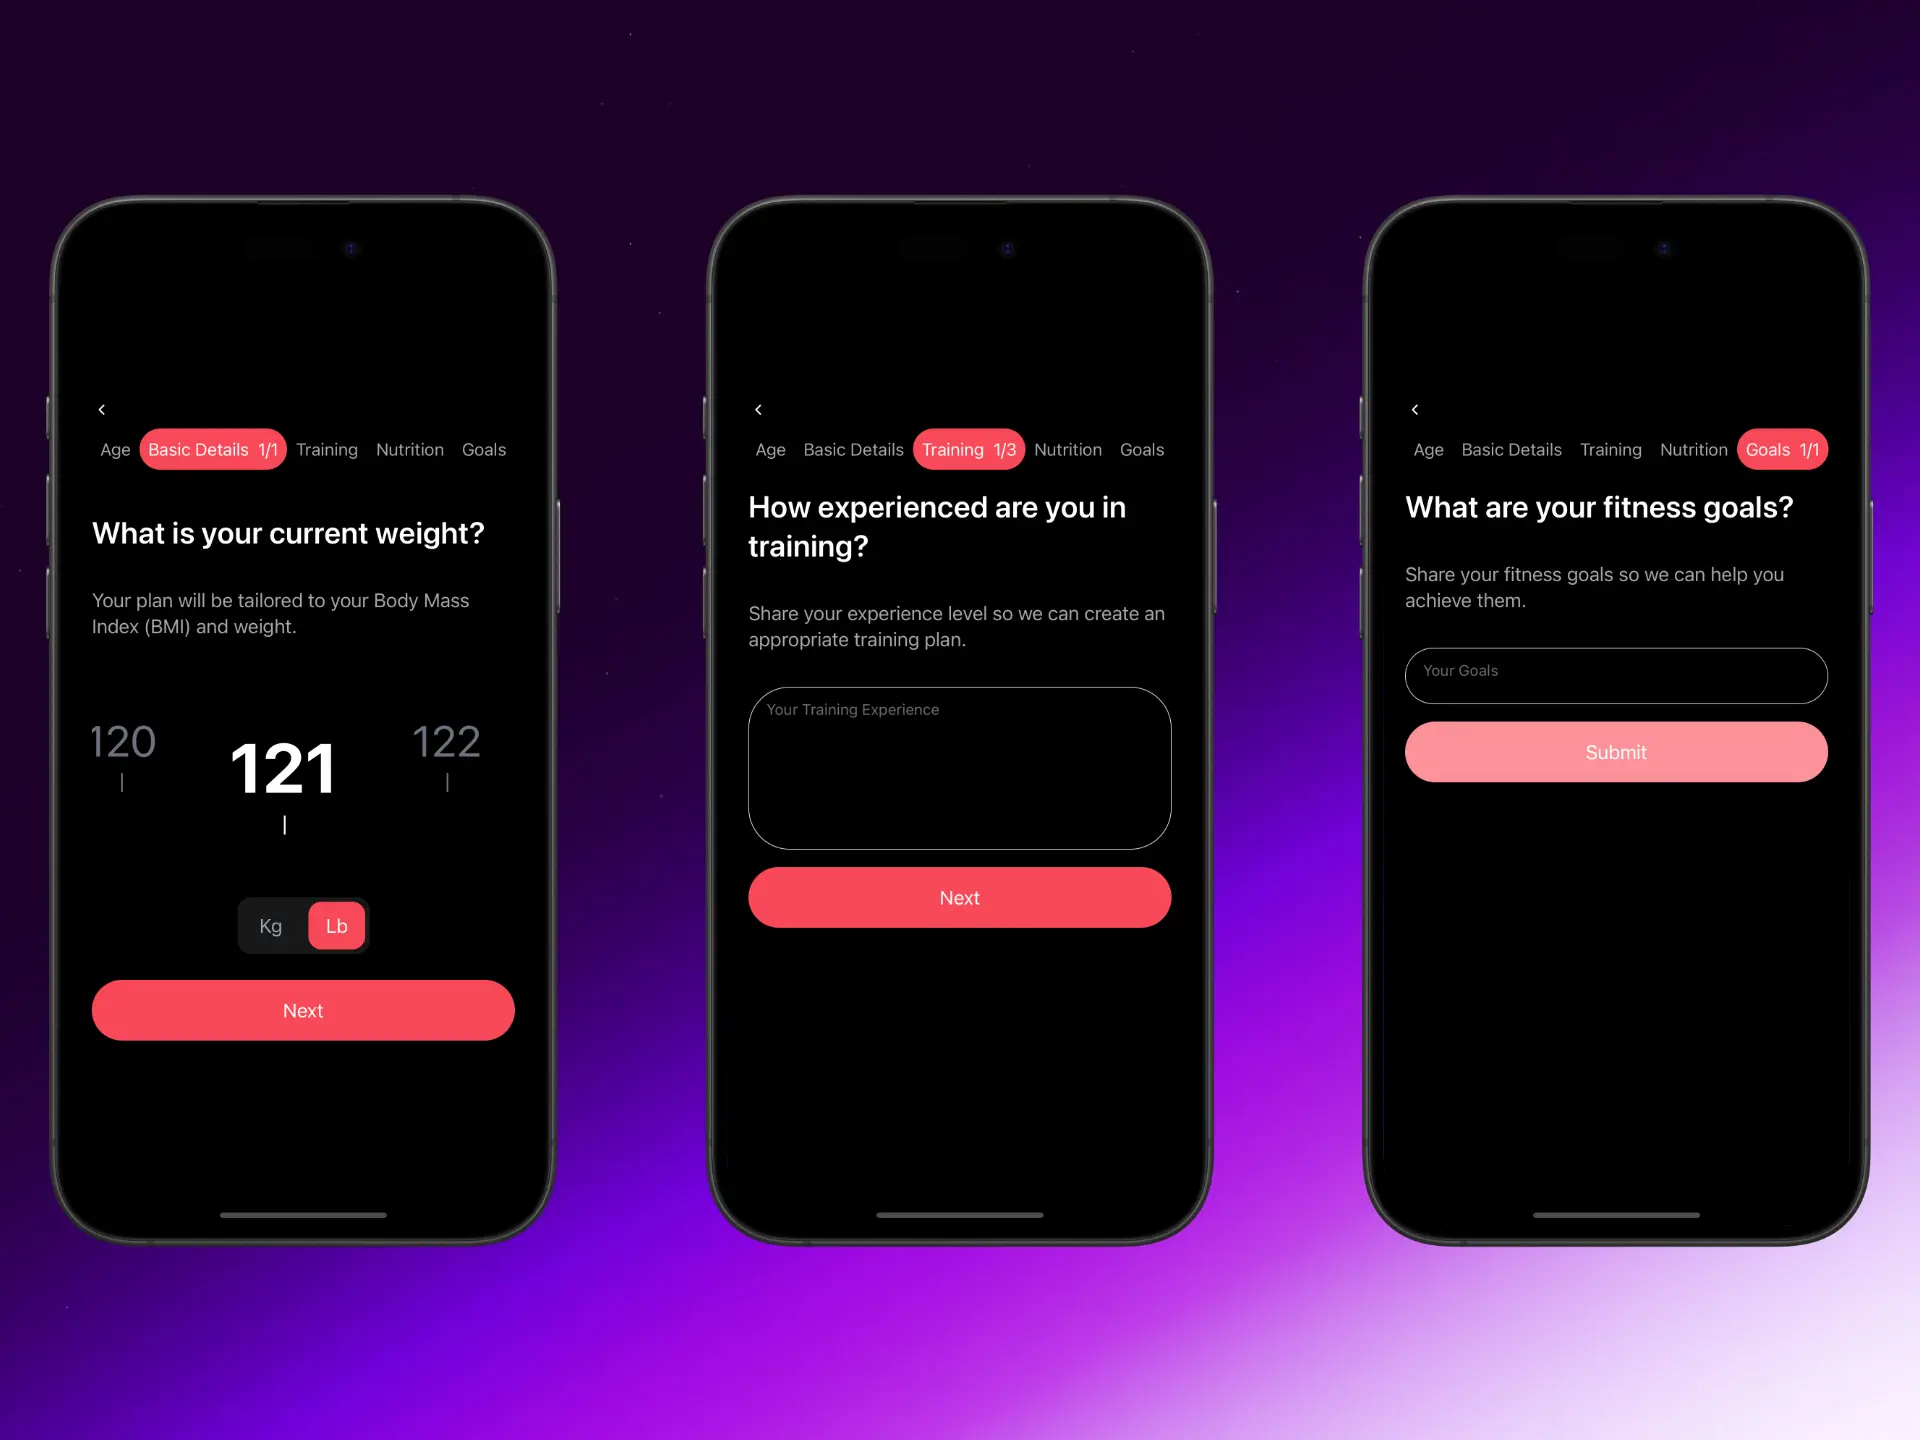 Age Basic Details 1/1 Training Nutrition Goals
What is your current weight?
Your plan will be tailored to your Body Mass
Index (BMI) and weight.
120 121 122
Kg Lb
Next
Age Basic Details Training 1/3 Nutrition Goals
How experienced are you in
training?
Share your experience level so we can create an
appropriate training plan.
Your Training Experience
Next
Age Basic Details Training Nutrition Goals 1/1
What are your fitness goals?
Share your fitness goals so we can help you
achieve them.
Your Goals
Submit